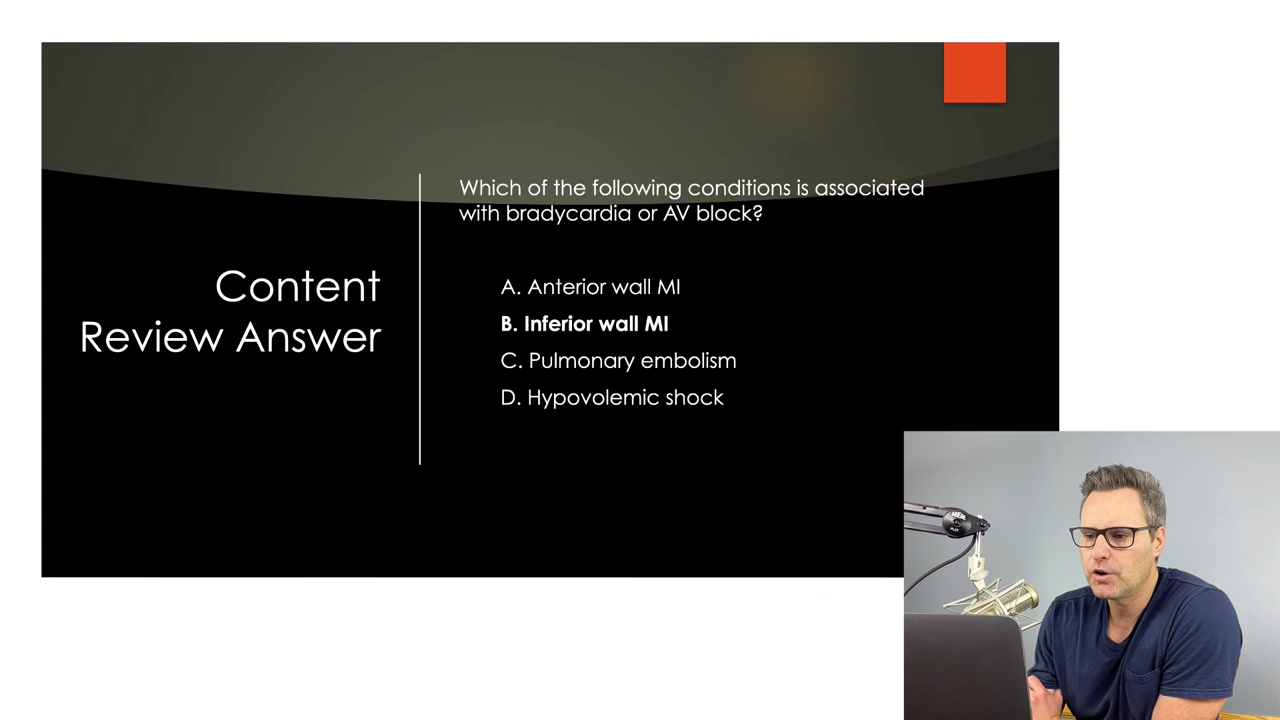 Content
Review Answer
Which of the following conditions is associated
with bradycardia or AV block?
A. Anterior wall MI
B. Inferior wall MI
C. Pulmonary embolism
D. Hypovolemic shock